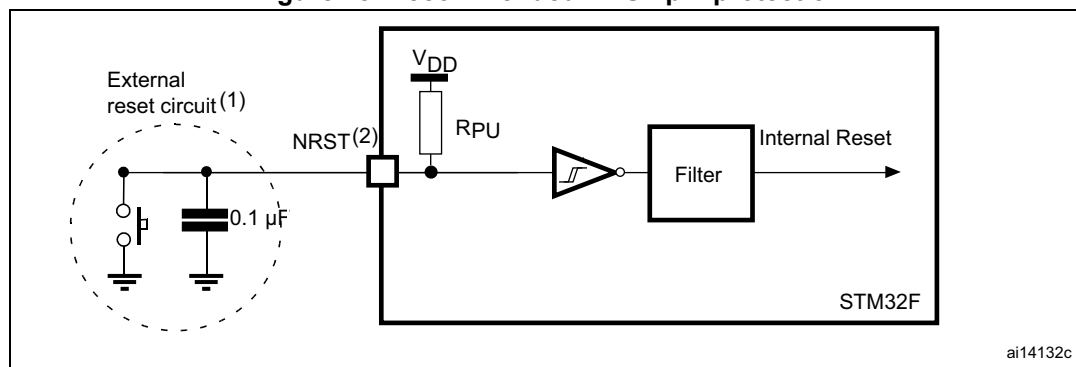 External
reset circuit(1)
VDD
RPU
NRST(2)
Internal Reset
Filter
0.1 µF
STM32F
ai14132c